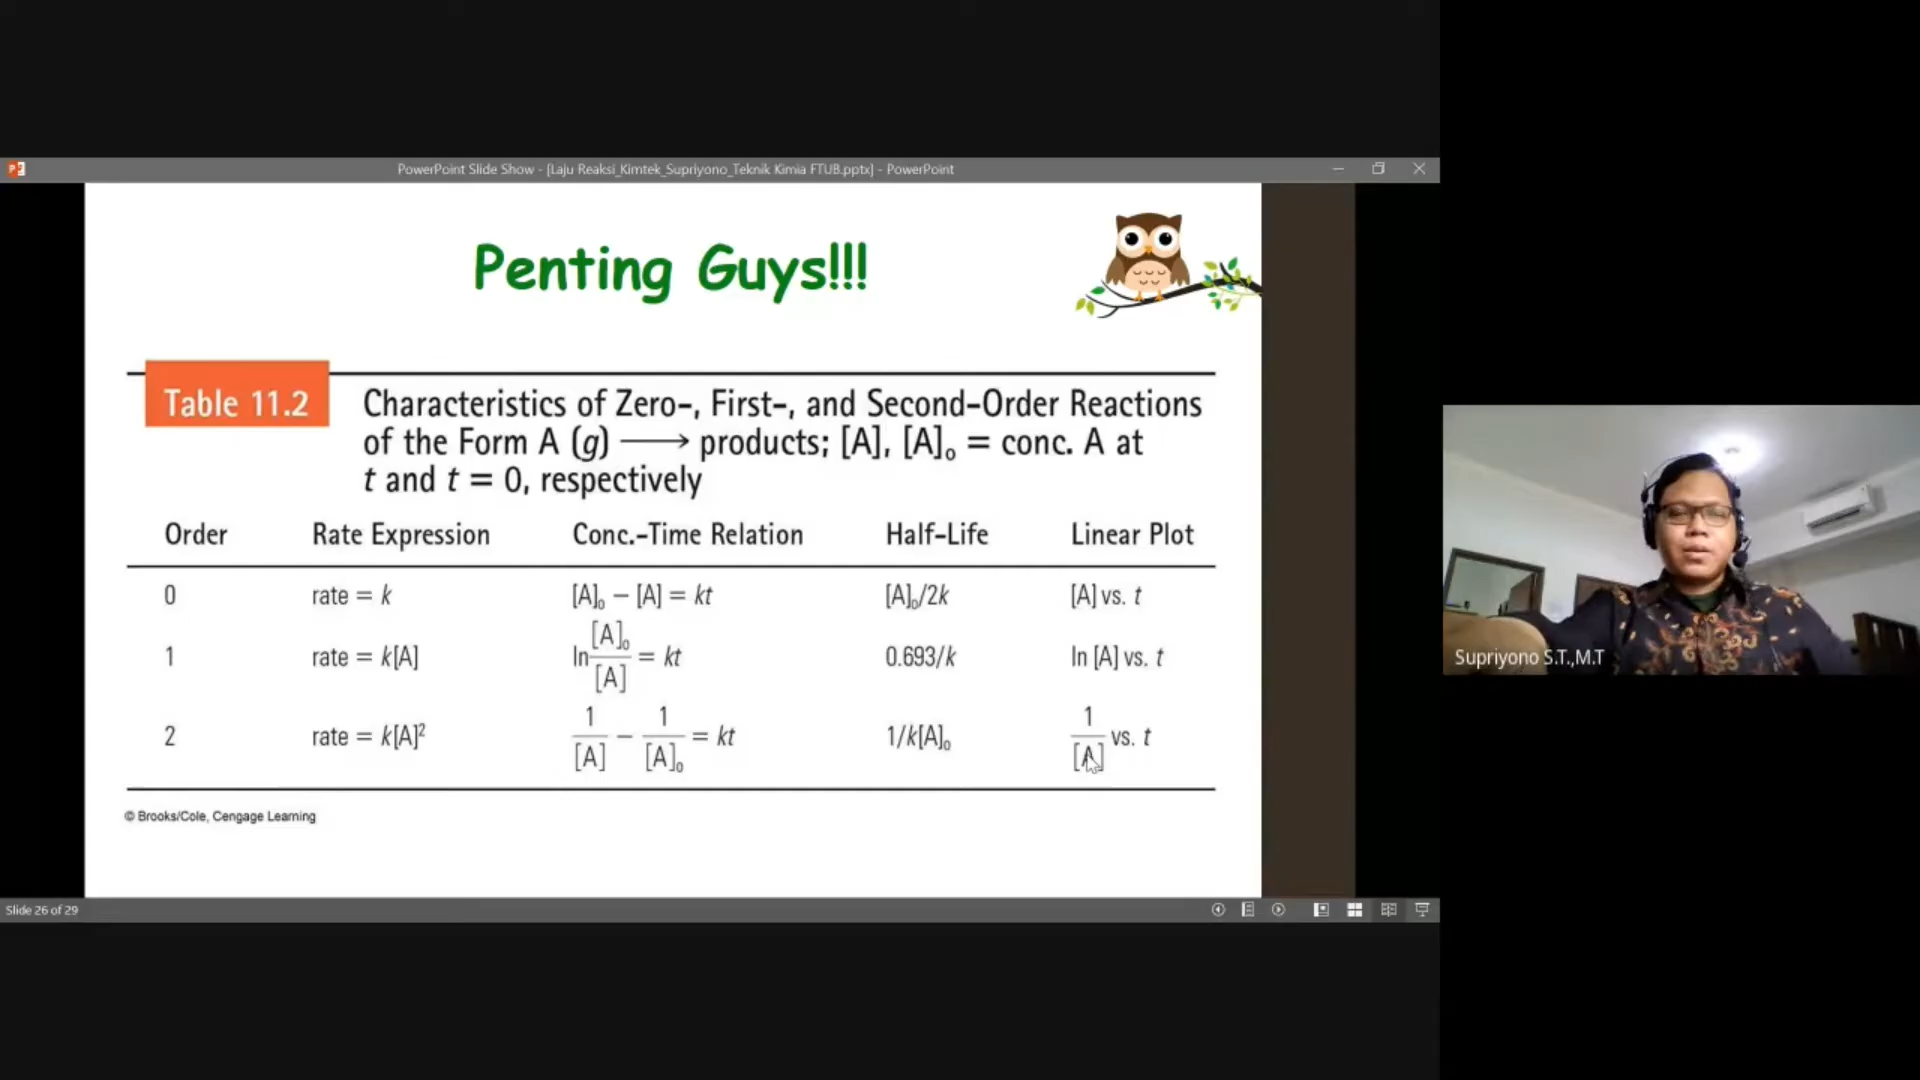 PowerPoint Slide Show - [Laju Reaksi_Kimtek_Supriyono_Teknik Kimia FTUB.pptx] - PowerPoint
Penting Guys!!!
Table 11.2
Characteristics of Zero-, First-, and Second-Order Reactions
of the Form A (g) ⟶ products; [A], [A]₀ = conc. A at
t and t = 0, respectively
Order Rate Expression Conc.-Time Relation Half-Life Linear Plot
0 rate = k [A]₀ − [A] = kt [A]₀/2k [A] vs. t
1 rate = k[A] ln [A]₀/[A] = kt 0.693/k ln [A] vs. t
2 rate = k[A]² 1/[A] − 1/[A]₀ = kt 1/k[A]₀ 1/[A] vs. t
© Brooks/Cole, Cengage Learning
Slide 26 of 29
Supriyono S.T.,M.T